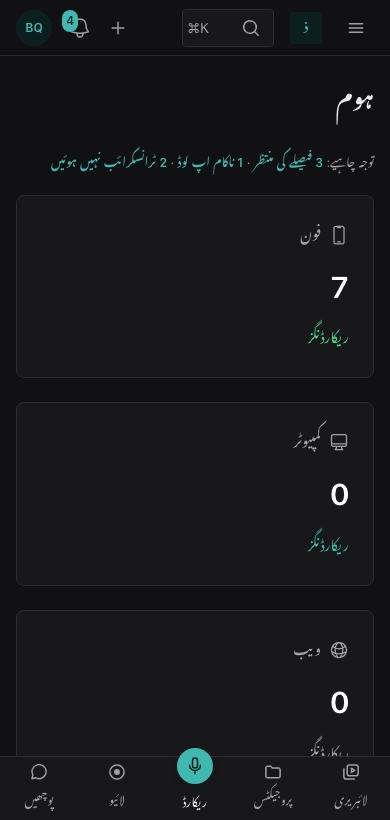 BQ
4
⌘K
ذ
ہوم
توجہ چاہیے: 3 فیصلے کی منتظر · 1 ناکام اپ لوڈ · 2 ٹرانسکرائب نہیں ہوئیں
فون
7
ریکارڈنگز
کمپیوٹر
0
ریکارڈنگز
ویب
0
ریکارڈنگز
لائبریری
پروجیکٹس
ریکارڈ
لائیو
پوچھیں